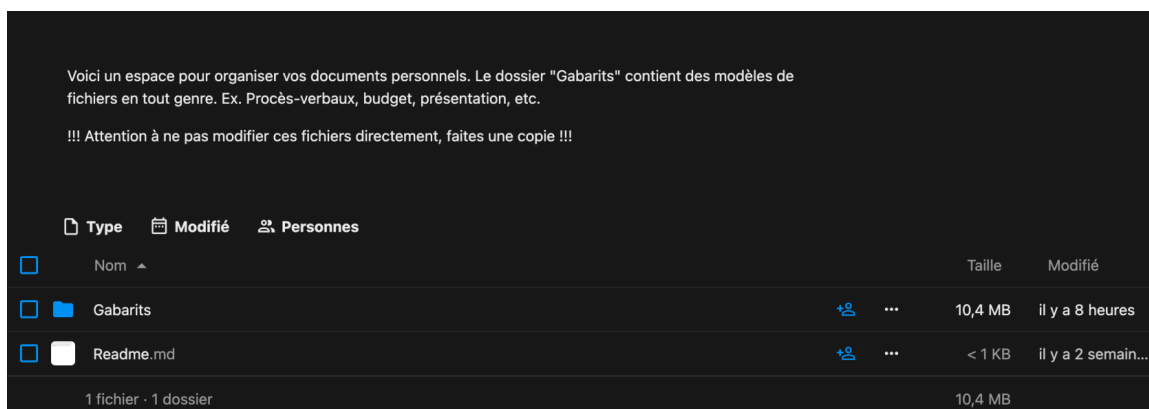 Voici un espace pour organiser vos documents personnels. Le dossier "Gabarits" contient des modèles de
fichiers en tout genre. Ex. Procès-verbaux, budget, présentation, etc.
!!! Attention à ne pas modifier ces fichiers directement, faites une copie !!!
Type Modifié Personnes
Nom Taille Modifié
Gabarits 10,4 MB il y a 8 heures
Readme.md < 1 KB il y a 2 semain...
1 fichier · 1 dossier 10,4 MB